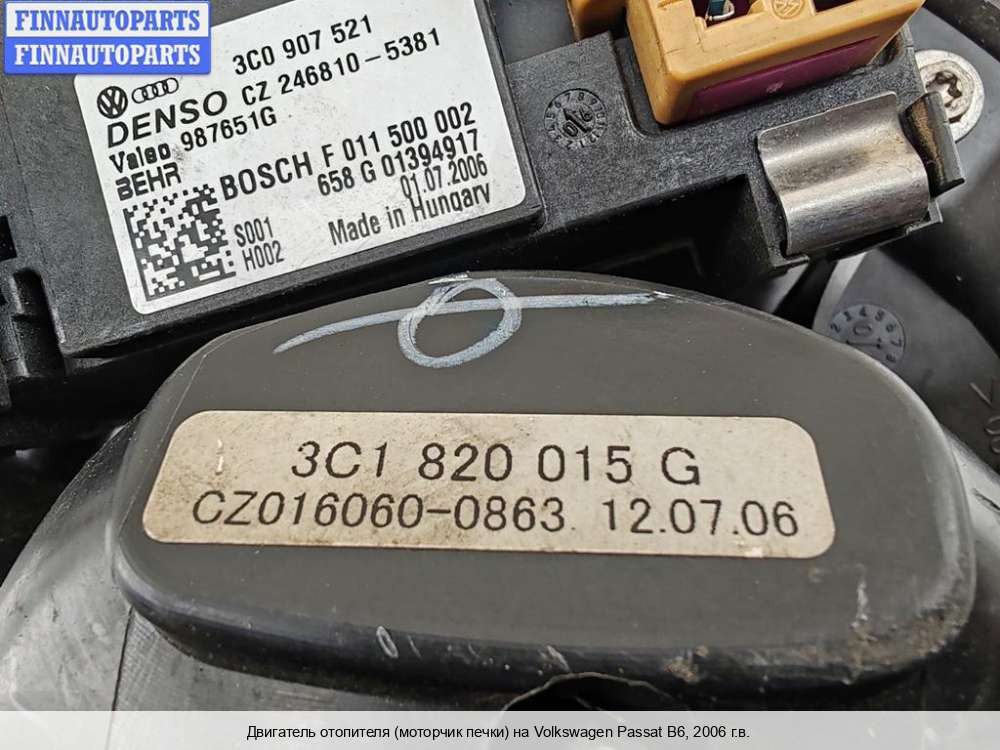 FINNAUTOPARTS
FINNAUTOPARTS
3C0 907 521
DENSO CZ 246810-5381
Valeo 987651G
BEHR BOSCH F 011 500 002
658 G 01394917
01.07.2006
S001
H002
Made in Hungary
3C1 820 015 G
CZ016060-0863 12.07.06
Двигатель отопителя (моторчик печки) на Volkswagen Passat B6, 2006 г.в.